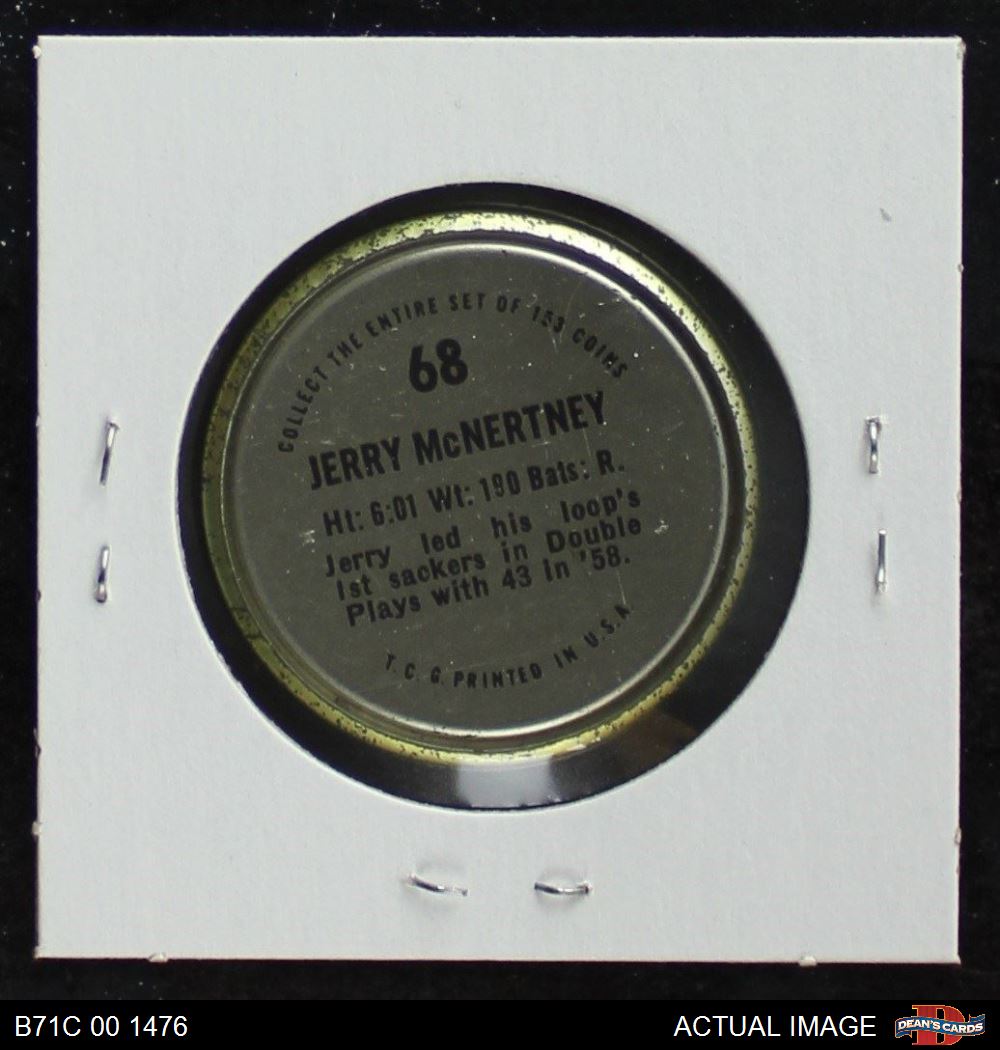 COLLECT THE ENTIRE SET OF 153 COINS
68
JERRY McNERTNEY
Ht: 6:01 Wt: 190 Bats: R.
Jerry led his loop's
1st sackers in Double
Plays with 43 in '58.
T. C. G. PRINTED IN U.S.A.
B71C 00 1476
ACTUAL IMAGE
D
DEAN'S CARDS